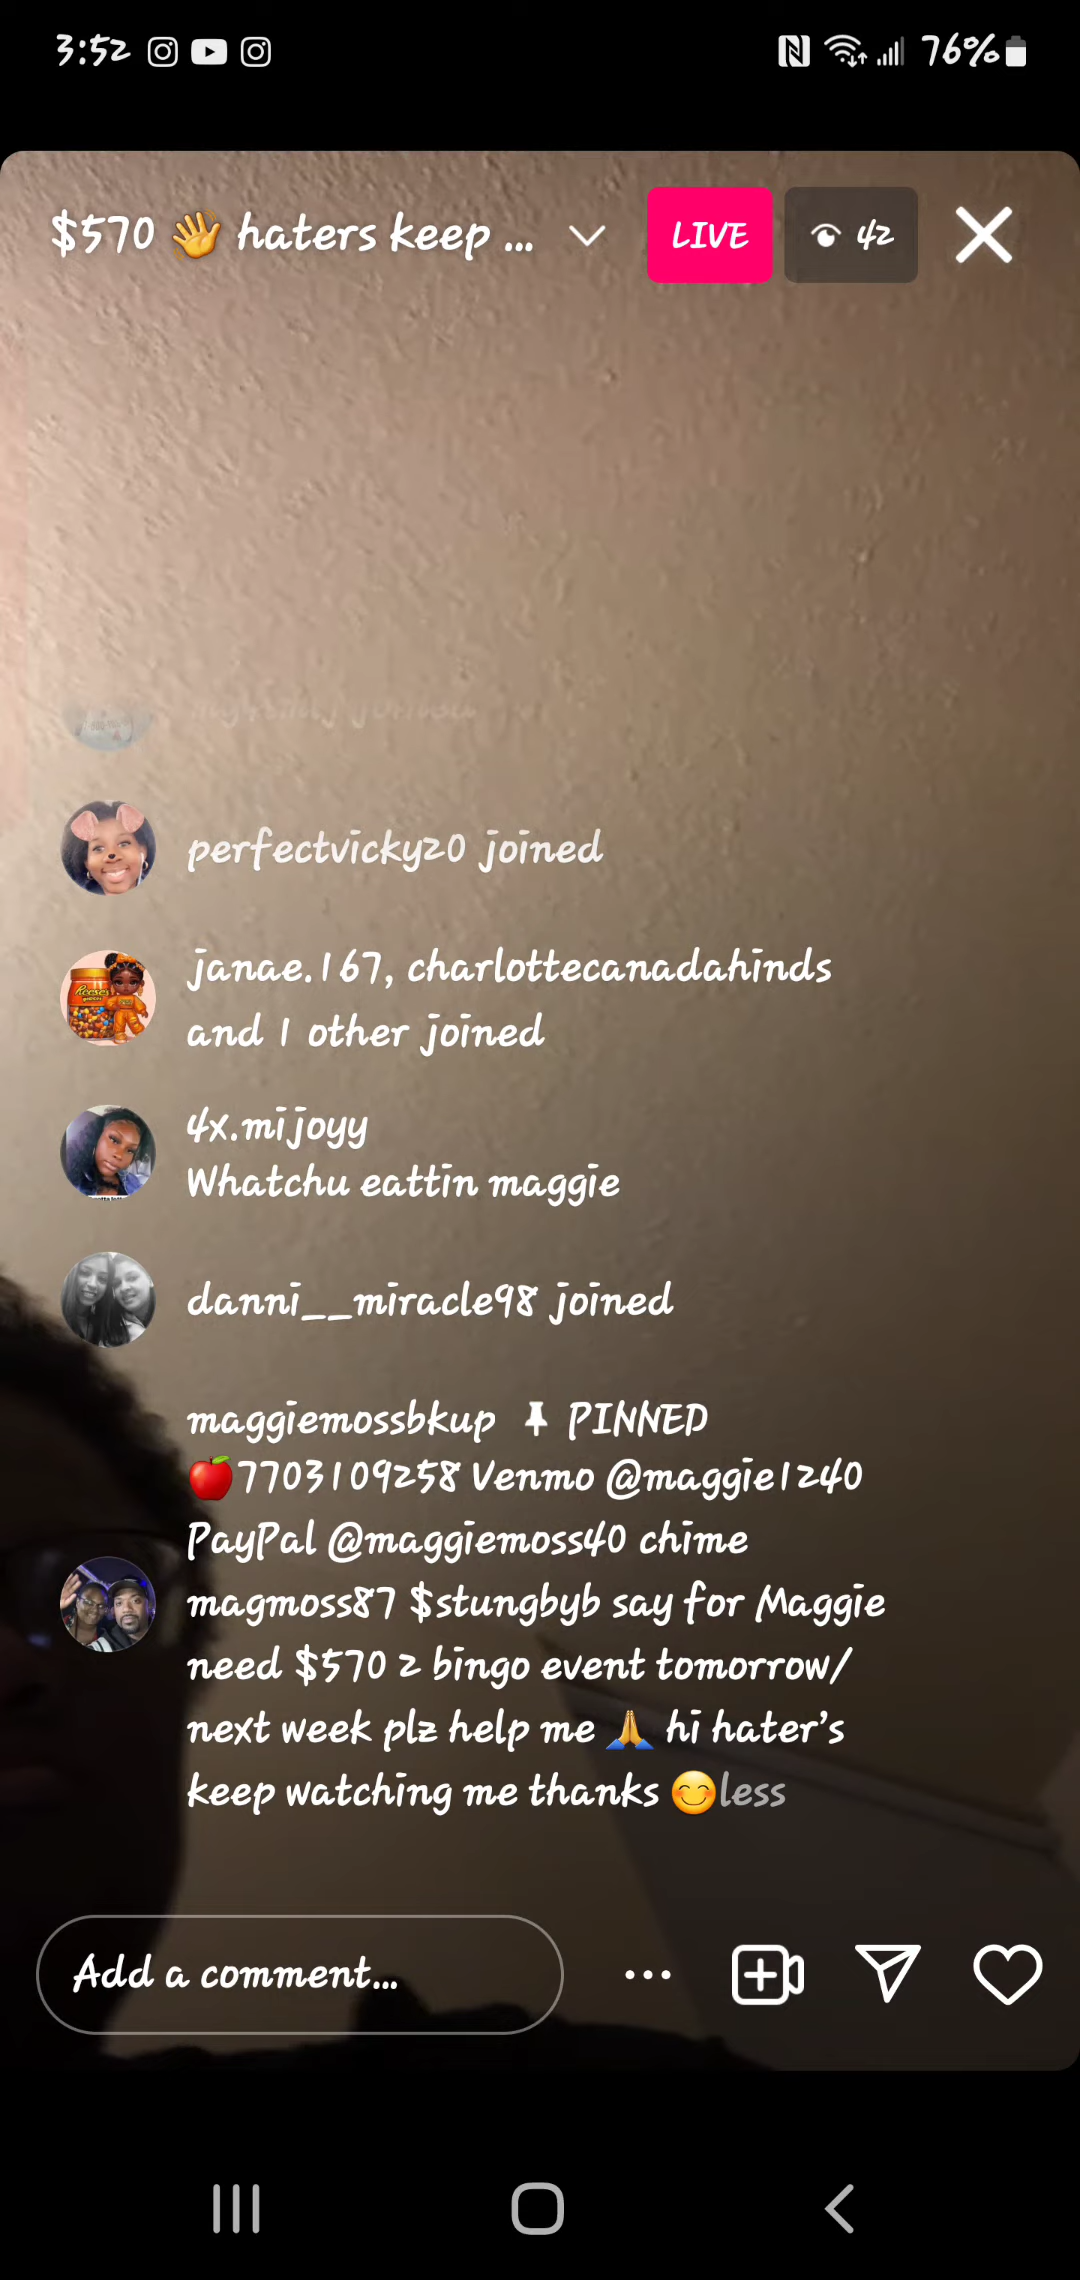 3:52
76%
$570 👋 haters keep ...
LIVE
42
perfectvicky20 joined
janae.167, charlottecanadahinds
and 1 other joined
4x.mijoyy
Whatchu eattin maggie
danni__miracle98 joined
maggiemossbkup PINNED
🍎7703109258 Venmo @maggie1240
PayPal @maggiemoss40 chime
magmoss87 $stungbyb say for Maggie
need $570 2 bingo event tomorrow/
next week plz help me 🙏 hi hater's
keep watching me thanks 😊less
Add a comment...